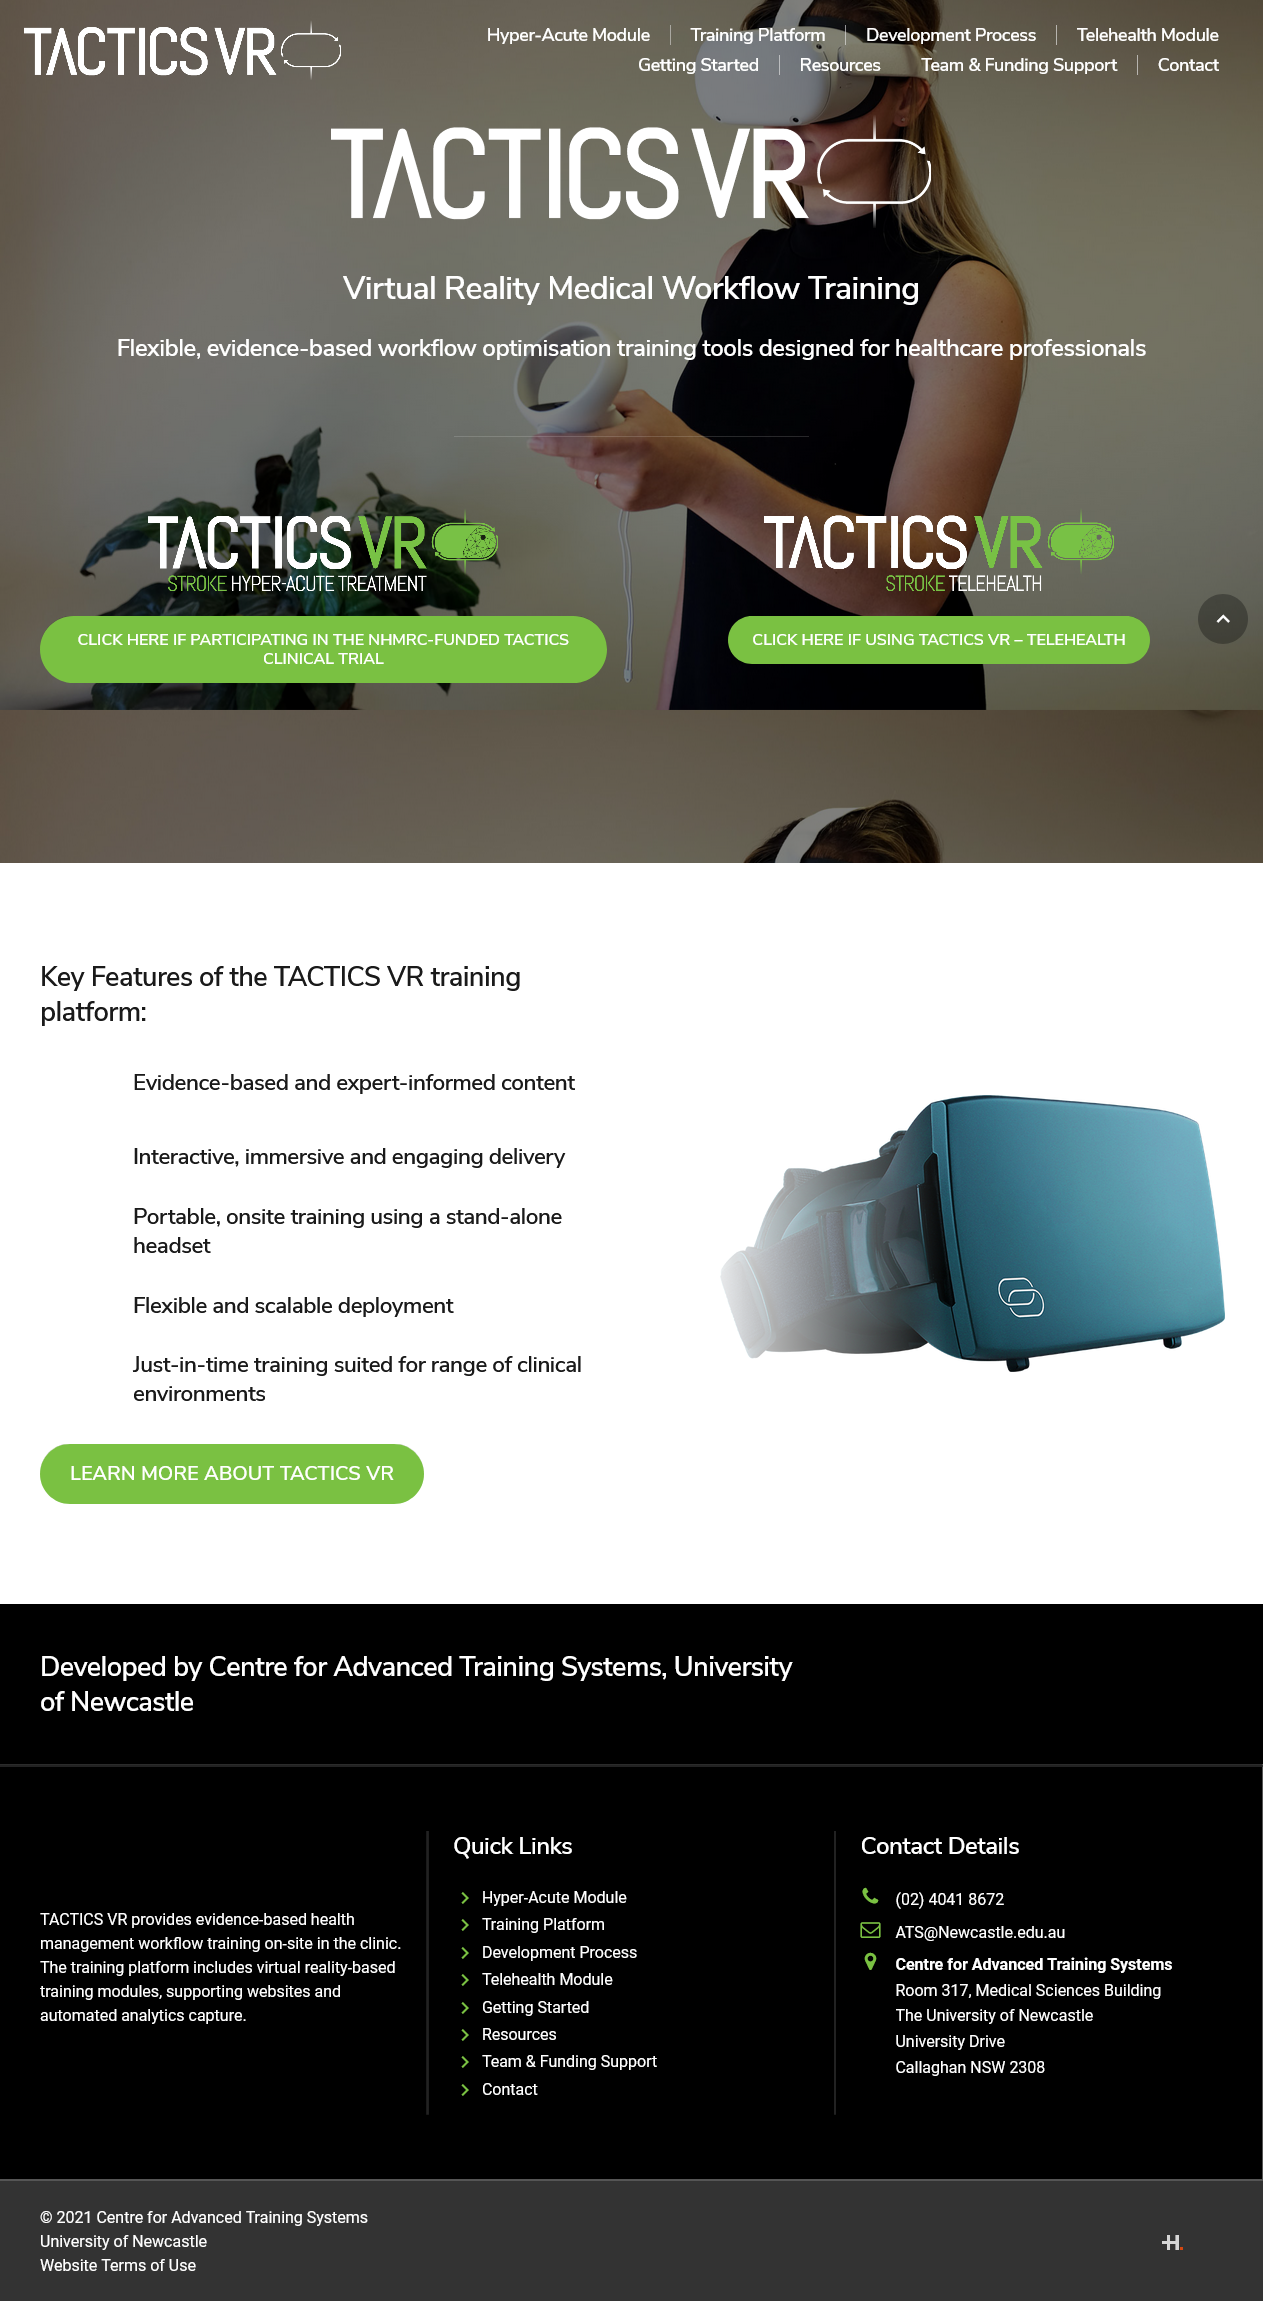 TACTICS VR
Hyper-Acute Module
Training Platform
Development Process
Telehealth Module
Getting Started
Resources
Team & Funding Support
Contact
TACTICS VR
Virtual Reality Medical Workflow Training
Flexible, evidence-based workflow optimisation training tools designed for healthcare professionals
TACTICS VR
STROKE HYPER-ACUTE TREATMENT
CLICK HERE IF PARTICIPATING IN THE NHMRC-FUNDED TACTICS
CLINICAL TRIAL
TACTICS VR
STROKE TELEHEALTH
CLICK HERE IF USING TACTICS VR – TELEHEALTH
Key Features of the TACTICS VR training
platform:
Evidence-based and expert-informed content
Interactive, immersive and engaging delivery
Portable, onsite training using a stand-alone
headset
Flexible and scalable deployment
Just-in-time training suited for range of clinical
environments
LEARN MORE ABOUT TACTICS VR
Developed by Centre for Advanced Training Systems, University
of Newcastle
TACTICS VR provides evidence-based health
management workflow training on-site in the clinic.
The training platform includes virtual reality-based
training modules, supporting websites and
automated analytics capture.
Quick Links
Hyper-Acute Module
Training Platform
Development Process
Telehealth Module
Getting Started
Resources
Team & Funding Support
Contact
Contact Details
(02) 4041 8672
ATS@Newcastle.edu.au
Centre for Advanced Training Systems
Room 317, Medical Sciences Building
The University of Newcastle
University Drive
Callaghan NSW 2308
© 2021 Centre for Advanced Training Systems
University of Newcastle
Website Terms of Use
H.